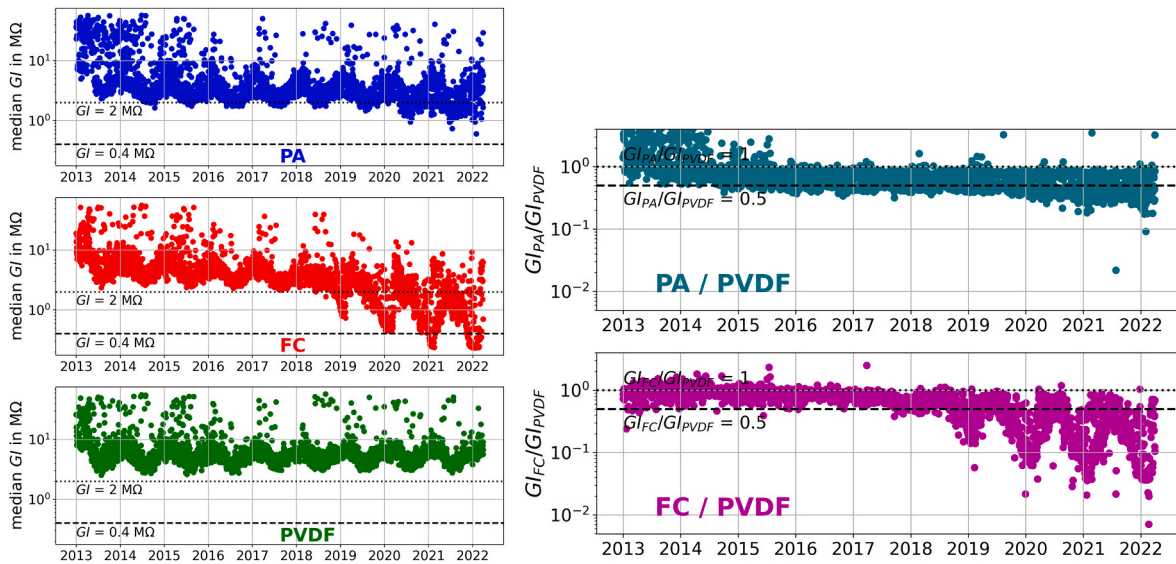 median GI in MΩ
10¹
10⁰
GI = 2 MΩ
GI = 0.4 MΩ
PA
2013 2014 2015 2016 2017 2018 2019 2020 2021 2022
median GI in MΩ
10¹
10⁰
GI = 2 MΩ
GI = 0.4 MΩ
FC
2013 2014 2015 2016 2017 2018 2019 2020 2021 2022
median GI in MΩ
10¹
10⁰
GI = 2 MΩ
GI = 0.4 MΩ
PVDF
2013 2014 2015 2016 2017 2018 2019 2020 2021 2022
GI_PA/GI_PVDF
10⁰
10⁻¹
10⁻²
GI_PA/GI_PVDF = 1
GI_PA/GI_PVDF = 0.5
PA / PVDF
2013 2014 2015 2016 2017 2018 2019 2020 2021 2022
GI_FC/GI_PVDF
10⁰
10⁻¹
10⁻²
GI_FC/GI_PVDF = 1
GI_FC/GI_PVDF = 0.5
FC / PVDF
2013 2014 2015 2016 2017 2018 2019 2020 2021 2022